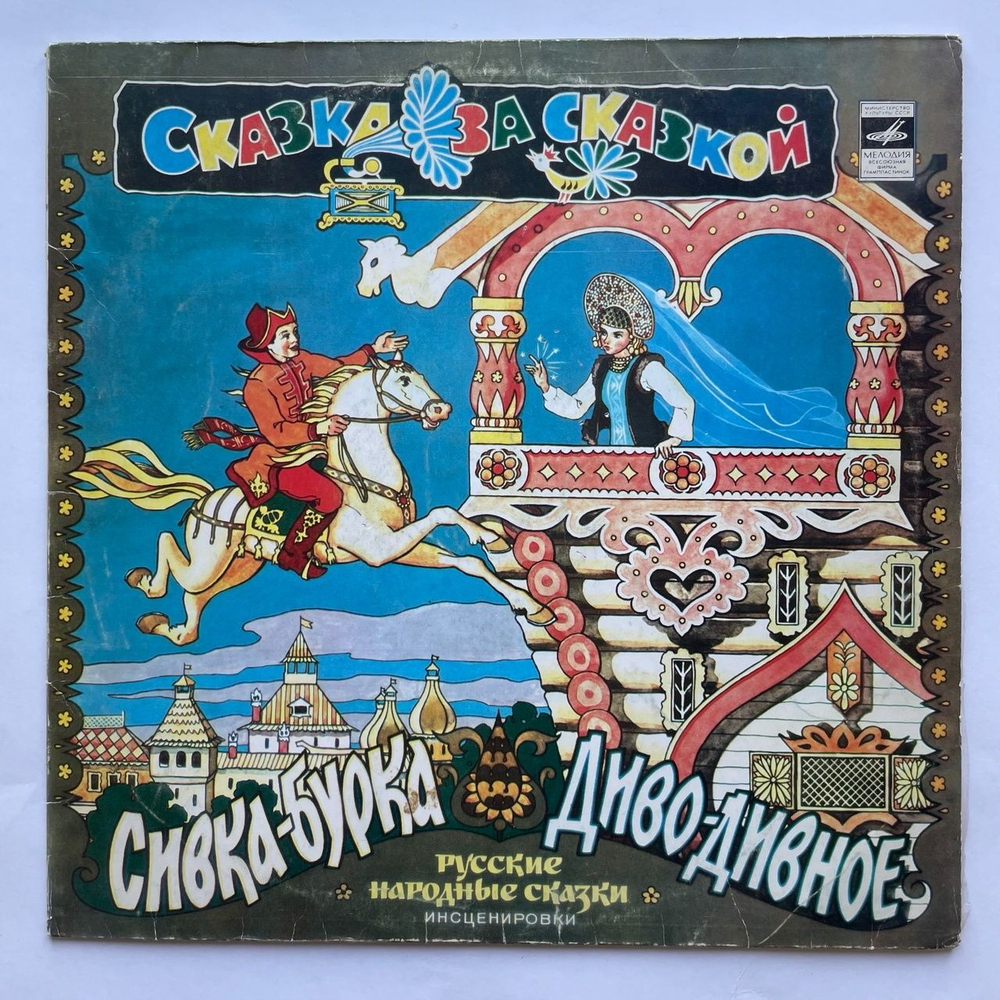 Сказка за сказкой
МИНИСТЕРСТВО
КУЛЬТУРЫ СССР
МЕЛОДИЯ
ВСЕСОЮЗНАЯ
ФИРМА
ГРАМПЛАСТИНОК
Сивка-Бурка
Диво-дивное
Русские
народные сказки
ИНСЦЕНИРОВКИ